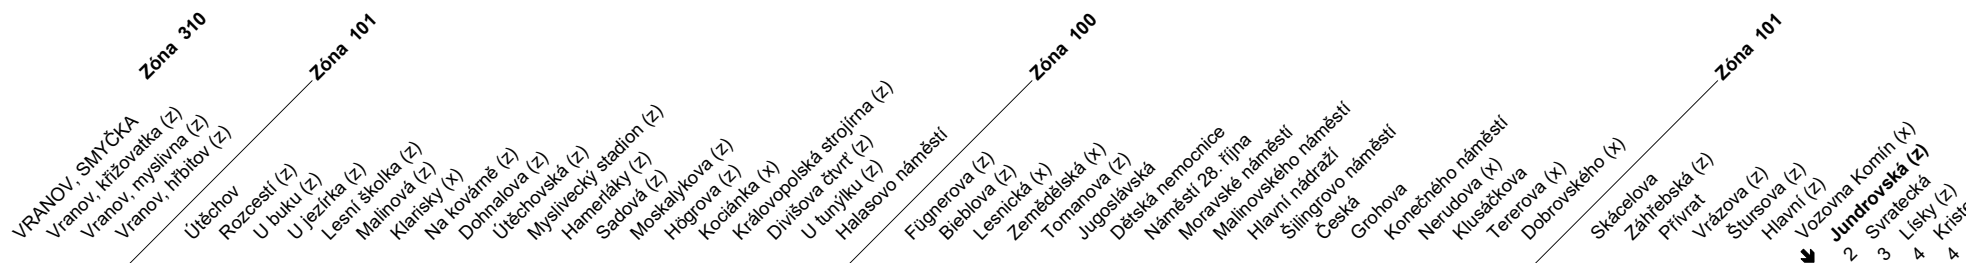 Zóna 310
VRANOV, SMYČKA
Vranov, křižovatka (z)
Vranov, myslivna (z)
Vranov, hřbitov (z)
Zóna 101
Útěchov
Rozcestí (z)
U buku (z)
U jezírka (z)
Lesní školka (z)
Malinová (z)
Klarisky (x)
Na kovárně (z)
Dohnalova (z)
Útěchovská (z)
Myslivecký stadion (z)
Hamerláky (z)
Sadová (z)
Moskalykova (z)
Högrova (z)
Kociánka (x)
Královopolská strojírna (z)
Divišova čtvrť (z)
U tunýlku (z)
Halasovo náměstí
Zóna 100
Fügnerova (z)
Bieblova (z)
Lesnická (x)
Zemědělská (x)
Tomanova (z)
Jugoslávská
Dětská nemocnice
Náměstí 28. října
Moravské náměstí
Malinovského náměstí
Hlavní nádraží
Šilingrovo náměstí
Česká
Grohova
Konečného náměstí
Nerudova (x)
Klusáčkova
Tererova (x)
Dobrovského (x)
Zóna 101
Skácelova
Záhřebská (z)
Přívrat
Vrázova (z)
Štursova (z)
Hlavní (z)
Vozovna Komín (x)
Jundrovská (z)
2 Svratecká
3 Lísky (z)
4
4